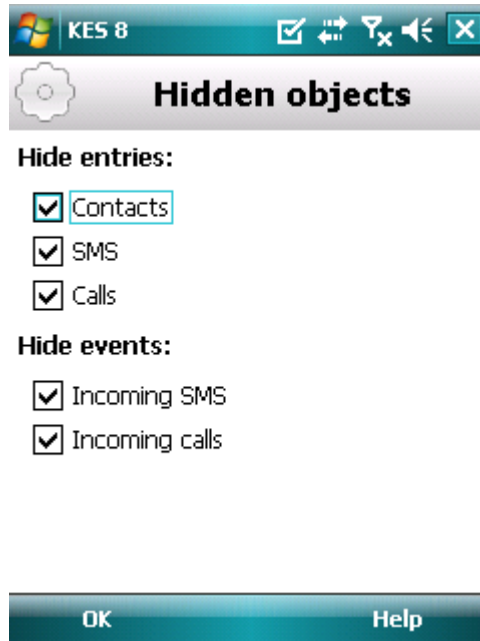 KES 8
Hidden objects
Hide entries:
Contacts
SMS
Calls
Hide events:
Incoming SMS
Incoming calls
OK Help